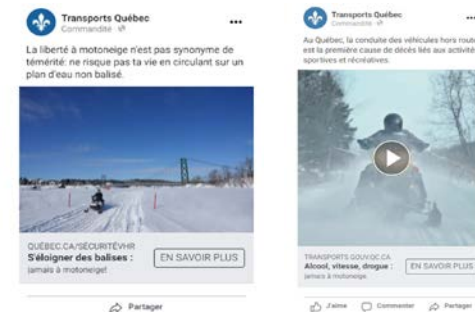 Transports Québec
Commandité
La liberté à motoneige n'est pas synonyme de
témérité: ne risque pas ta vie en circulant sur un
plan d'eau non balisé.
QUÉBEC.CA/SÉCURITÉVHR
S'éloigner des balises :
jamais à motoneige!
EN SAVOIR PLUS
Partager
Transports Québec
Commandité
Au Québec, la conduite des véhicules hors route
est la première cause de décès liés aux activités
sportives et récréatives.
TRANSPORTS.GOUV.QC.CA
Alcool, vitesse, drogue :
jamais à motoneige
EN SAVOIR PLUS
J'aime Commenter Partager